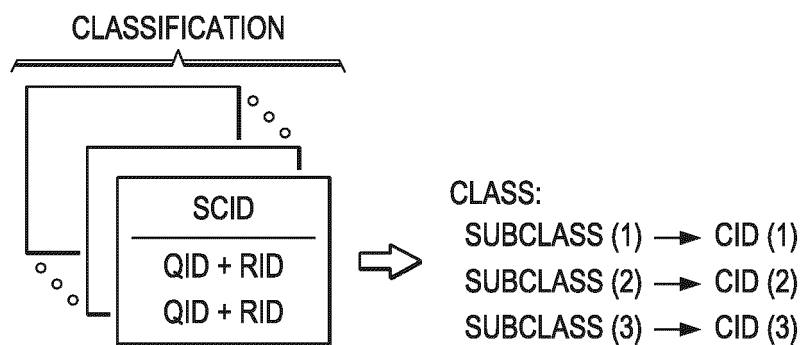 CLASSIFICATION
SCID
QID + RID
QID + RID
CLASS:
SUBCLASS (1) → CID (1)
SUBCLASS (2) → CID (2)
SUBCLASS (3) → CID (3)